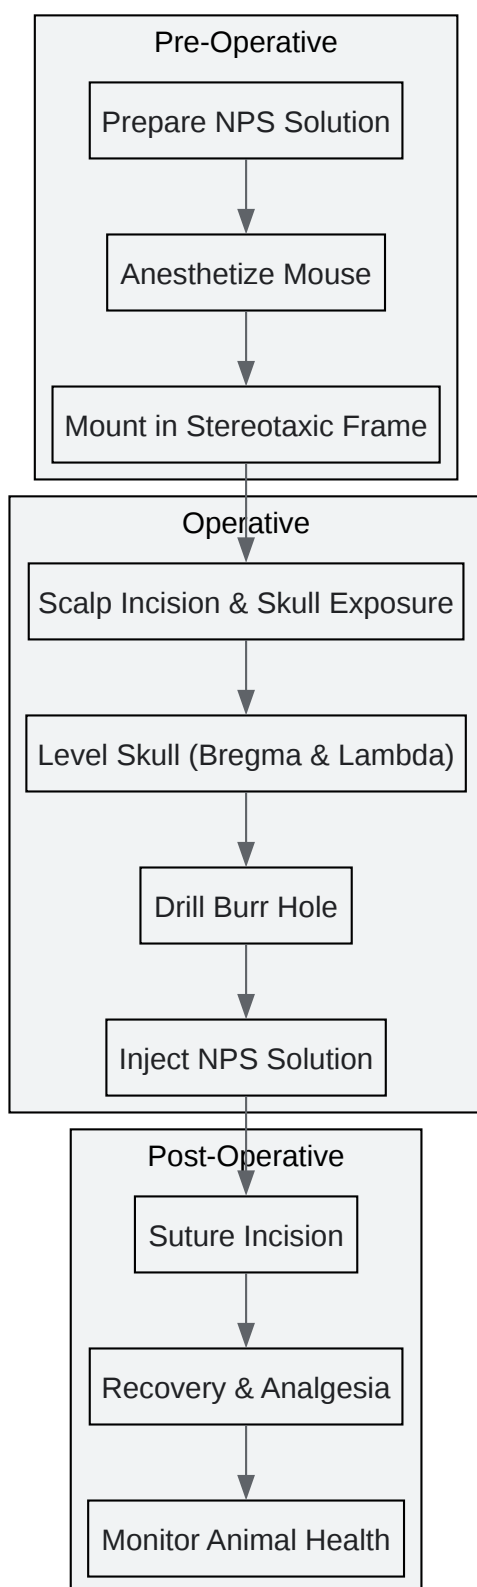 Pre-Operative
Prepare NPS Solution
Anesthetize Mouse
Mount in Stereotaxic Frame
Operative
Scalp Incision & Skull Exposure
Level Skull (Bregma & Lambda)
Drill Burr Hole
Inject NPS Solution
Post-Operative
Suture Incision
Recovery & Analgesia
Monitor Animal Health